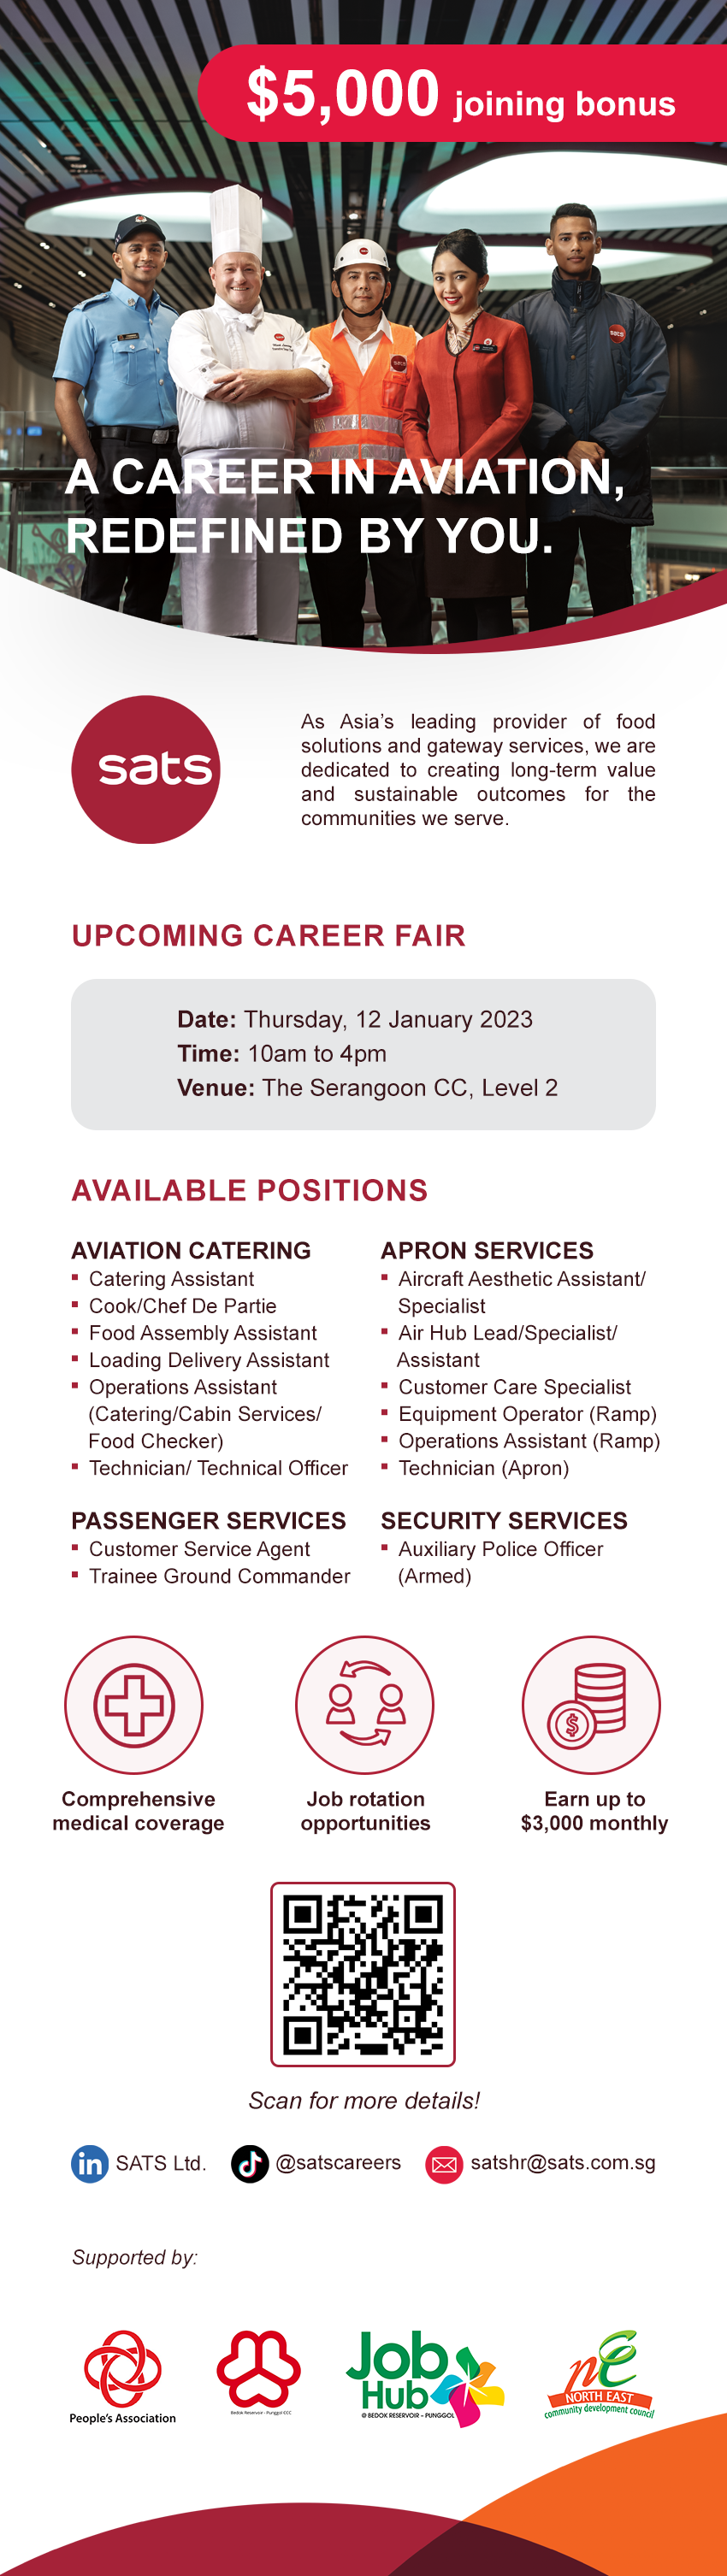 $5,000 joining bonus
A CAREER IN AVIATION,
REDEFINED BY YOU.
sats
As Asia’s leading provider of food
solutions and gateway services, we are
dedicated to creating long-term value
and sustainable outcomes for the
communities we serve.
UPCOMING CAREER FAIR
Date: Thursday, 12 January 2023
Time: 10am to 4pm
Venue: The Serangoon CC, Level 2
AVAILABLE POSITIONS
AVIATION CATERING
▪ Catering Assistant
▪ Cook/Chef De Partie
▪ Food Assembly Assistant
▪ Loading Delivery Assistant
▪ Operations Assistant
(Catering/Cabin Services/
Food Checker)
▪ Technician/ Technical Officer
APRON SERVICES
▪ Aircraft Aesthetic Assistant/
Specialist
▪ Air Hub Lead/Specialist/
Assistant
▪ Customer Care Specialist
▪ Equipment Operator (Ramp)
▪ Operations Assistant (Ramp)
▪ Technician (Apron)
PASSENGER SERVICES
▪ Customer Service Agent
▪ Trainee Ground Commander
SECURITY SERVICES
▪ Auxiliary Police Officer
(Armed)
Comprehensive
medical coverage
Job rotation
opportunities
Earn up to
$3,000 monthly
Scan for more details!
in SATS Ltd.
@satscareers
satshr@sats.com.sg
Supported by:
People’s Association
Bedok Reservoir - Punggol CCC
Job
Hub
@ BEDOK RESERVOIR – PUNGGOL
ne
NORTH EAST
community development council